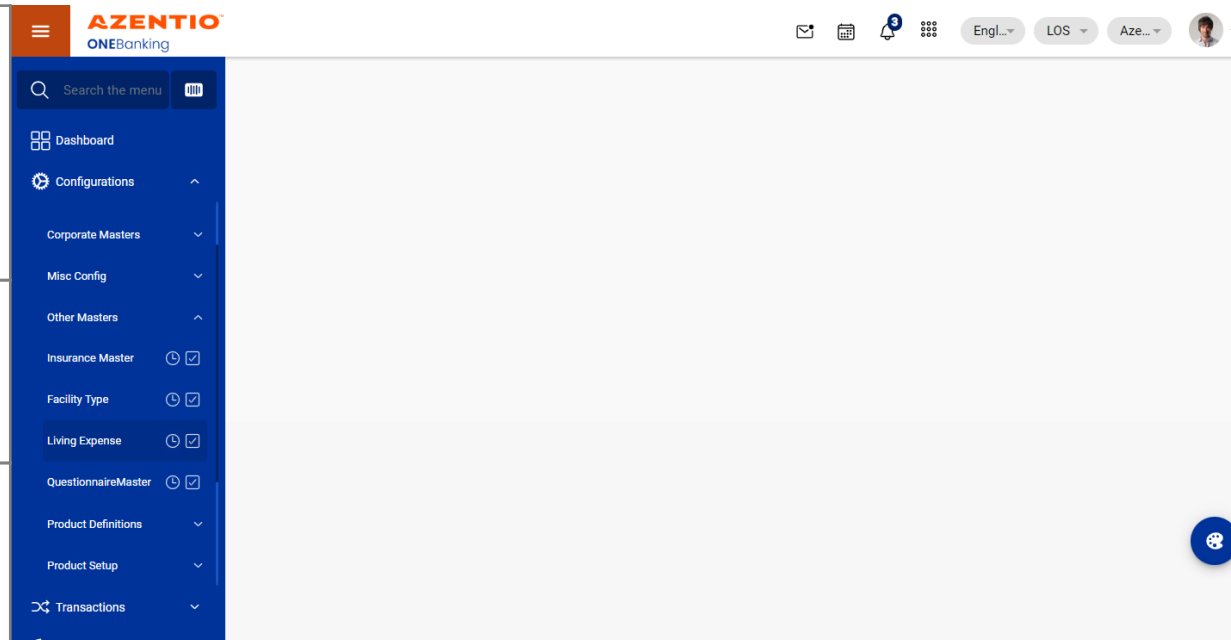 AZENTIO
ONEBanking
3
Engl...
LOS
Aze...
Search the menu
Dashboard
Configurations
Corporate Masters
Misc Config
Other Masters
Insurance Master
Facility Type
Living Expense
QuestionnaireMaster
Product Definitions
Product Setup
Transactions